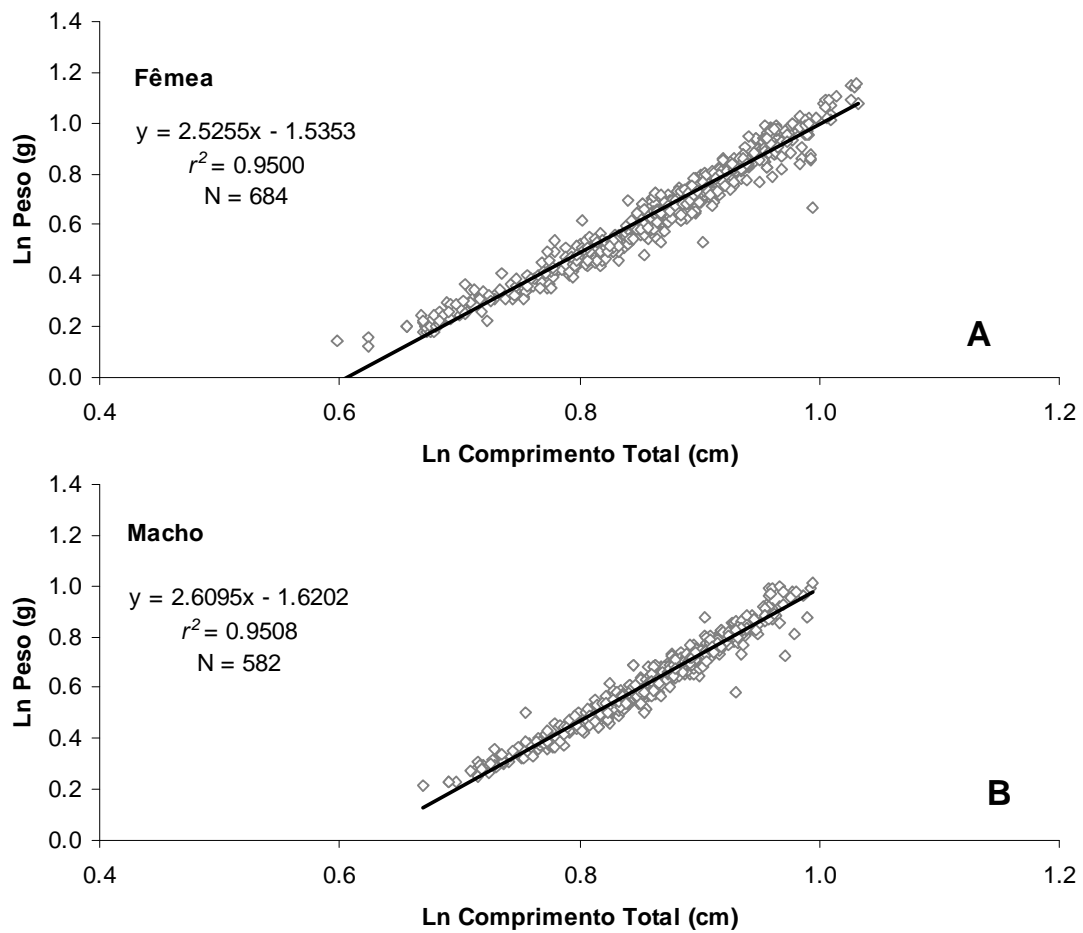 1.4
1.2
1.0
0.8
0.6
0.4
0.2
0.0
Ln Peso (g)
Fêmea
y = 2.5255x - 1.5353
r² = 0.9500
N = 684
A
0.4 0.6 0.8 1.0 1.2
Ln Comprimento Total (cm)
1.4
1.2
1.0
0.8
0.6
0.4
0.2
0.0
Ln Peso (g)
Macho
y = 2.6095x - 1.6202
r² = 0.9508
N = 582
B
0.4 0.6 0.8 1.0 1.2
Ln Comprimento Total (cm)